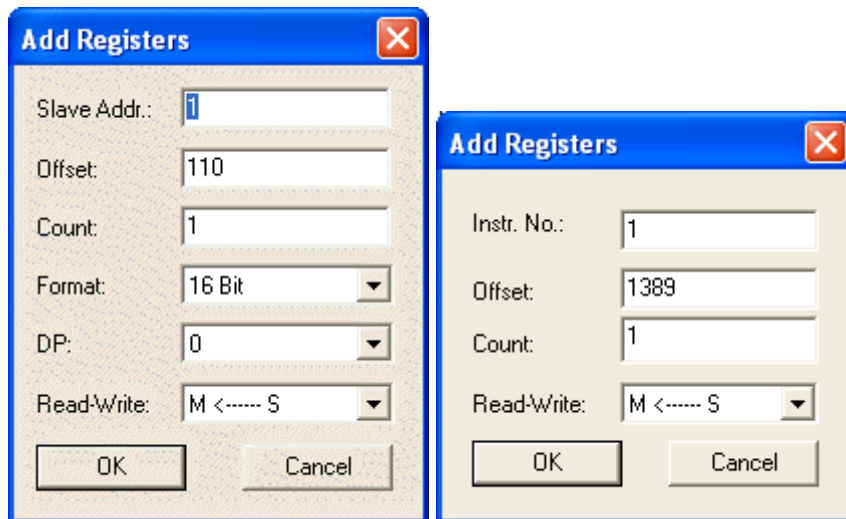 Add Registers
Slave Addr.: 1
Offset: 110
Count: 1
Format: 16 Bit
DP: 0
Read-Write: M <------ S
OK Cancel
Add Registers
Instr. No.: 1
Offset: 1389
Count: 1
Read-Write: M <------ S
OK Cancel